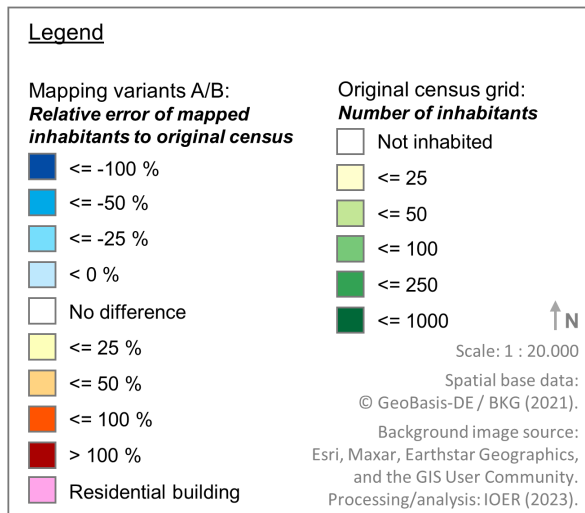 Legend
Mapping variants A/B:
Relative error of mapped
inhabitants to original census
<= -100 %
<= -50 %
<= -25 %
< 0 %
No difference
<= 25 %
<= 50 %
<= 100 %
> 100 %
Residential building
Original census grid:
Number of inhabitants
Not inhabited
<= 25
<= 50
<= 100
<= 250
<= 1000
N
Scale: 1 : 20.000
Spatial base data:
© GeoBasis-DE / BKG (2021).
Background image source:
Esri, Maxar, Earthstar Geographics,
and the GIS User Community.
Processing/analysis: IOER (2023).